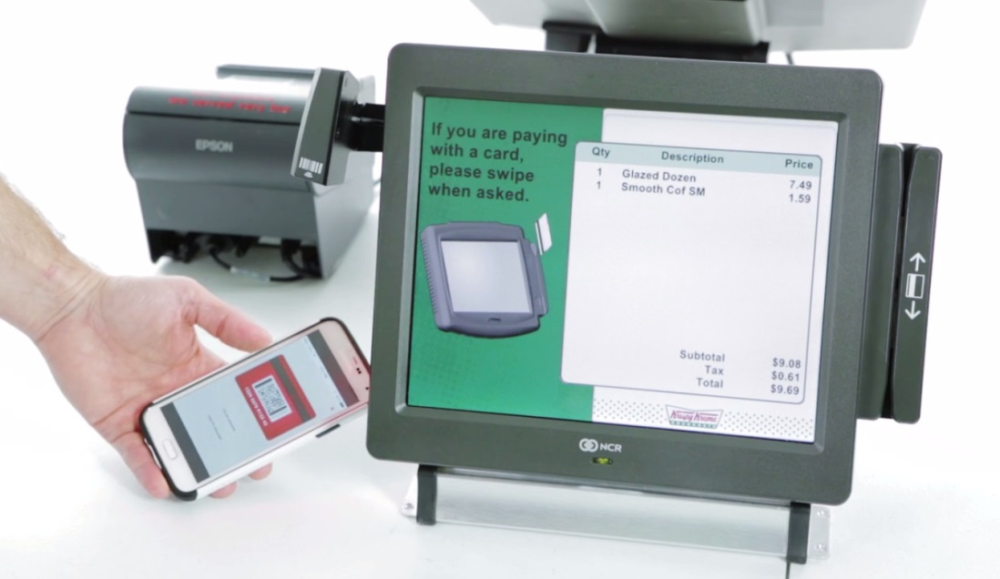 EPSON
If you are paying
with a card,
please swipe
when asked.
Qty Description Price
1 Glazed Dozen 7.49
1 Smooth Cof SM 1.59
Subtotal $9.08
Tax $0.61
Total $9.69
Krispy Kreme
DOUGHNUTS
NCR